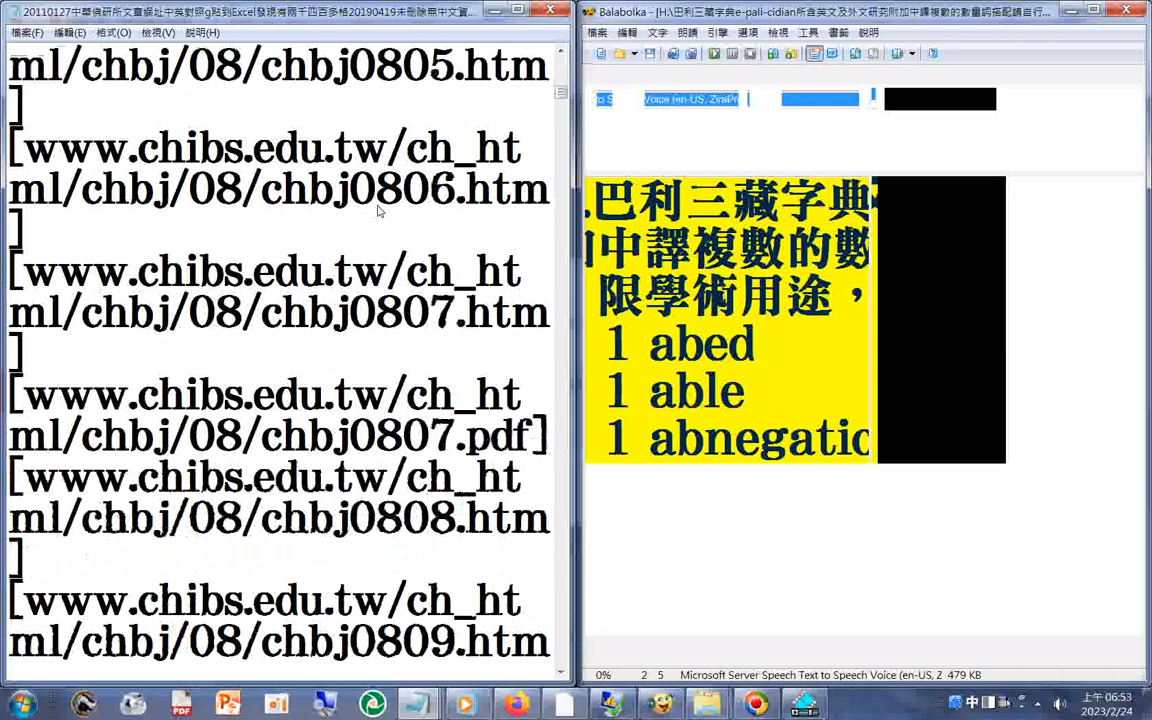 20110127中華佛研所文章網址中英對照g點到Excel發現有兩千四百多格20190419未刪除無中文資...
檔案(F) 編輯(E) 格式(O) 檢視(V) 說明(H)
ml/chbj/08/chbj0805.htm
]
[www.chibs.edu.tw/ch_ht
ml/chbj/08/chbj0806.htm
]
[www.chibs.edu.tw/ch_ht
ml/chbj/08/chbj0807.htm
]
[www.chibs.edu.tw/ch_ht
ml/chbj/08/chbj0807.pdf]
[www.chibs.edu.tw/ch_ht
ml/chbj/08/chbj0808.htm
]
[www.chibs.edu.tw/ch_ht
ml/chbj/08/chbj0809.htm
Balabolka - [H:\巴利三藏字典e-pali-cidian所含英文及外文研究附加中譯複數的數量詞搭配請自行...
檔案 編輯 文字 朗讀 引擎 選項 檢視 工具 書籤 說明
to S Voice (en-US, ZiraPr
巴利三藏字典
中譯複數的數
限學術用途，
1 abed
1 able
1 abnegatic
0% 2 5 Microsoft Server Speech Text to Speech Voice (en-US, Z 479 KB
中
上午 06:53
2023/2/24